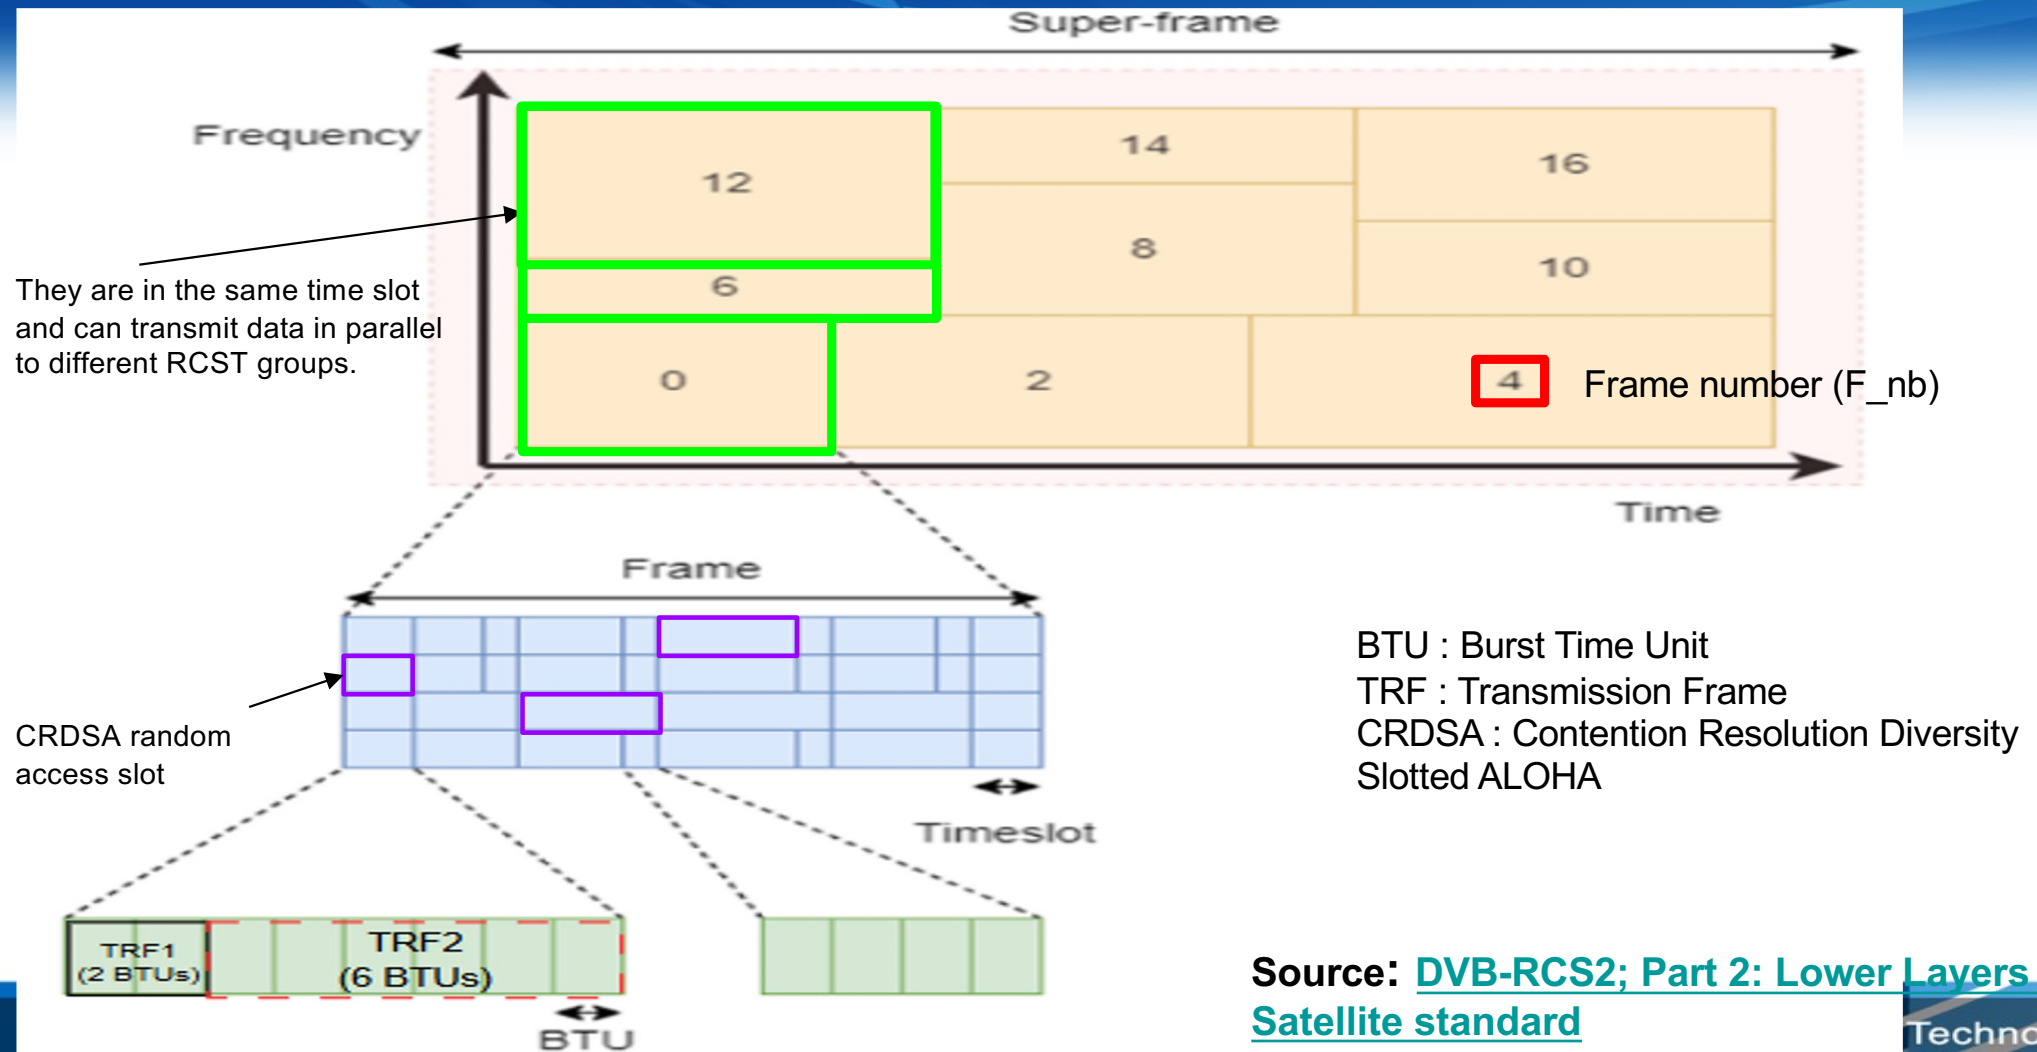 Super-frame
Frequency
14
16
12
8
10
6
They are in the same time slot
and can transmit data in parallel
to different RCST groups.
0
2
4
Frame number (F_nb)
Time
Frame
BTU : Burst Time Unit
TRF : Transmission Frame
CRDSA : Contention Resolution Diversity
Slotted ALOHA
CRDSA random
access slot
Timeslot
TRF1
(2 BTUs)
TRF2
(6 BTUs)
BTU
Source: DVB-RCS2; Part 2: Lower Layers
Satellite standard